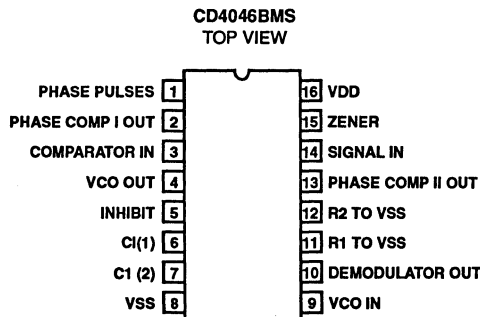 CD4046BMS
TOP VIEW
PHASE PULSES 1
16 VDD
PHASE COMP I OUT 2
15 ZENER
COMPARATOR IN 3
14 SIGNAL IN
VCO OUT 4
13 PHASE COMP II OUT
INHIBIT 5
12 R2 TO VSS
CI(1) 6
11 R1 TO VSS
C1 (2) 7
10 DEMODULATOR OUT
VSS 8
9 VCO IN